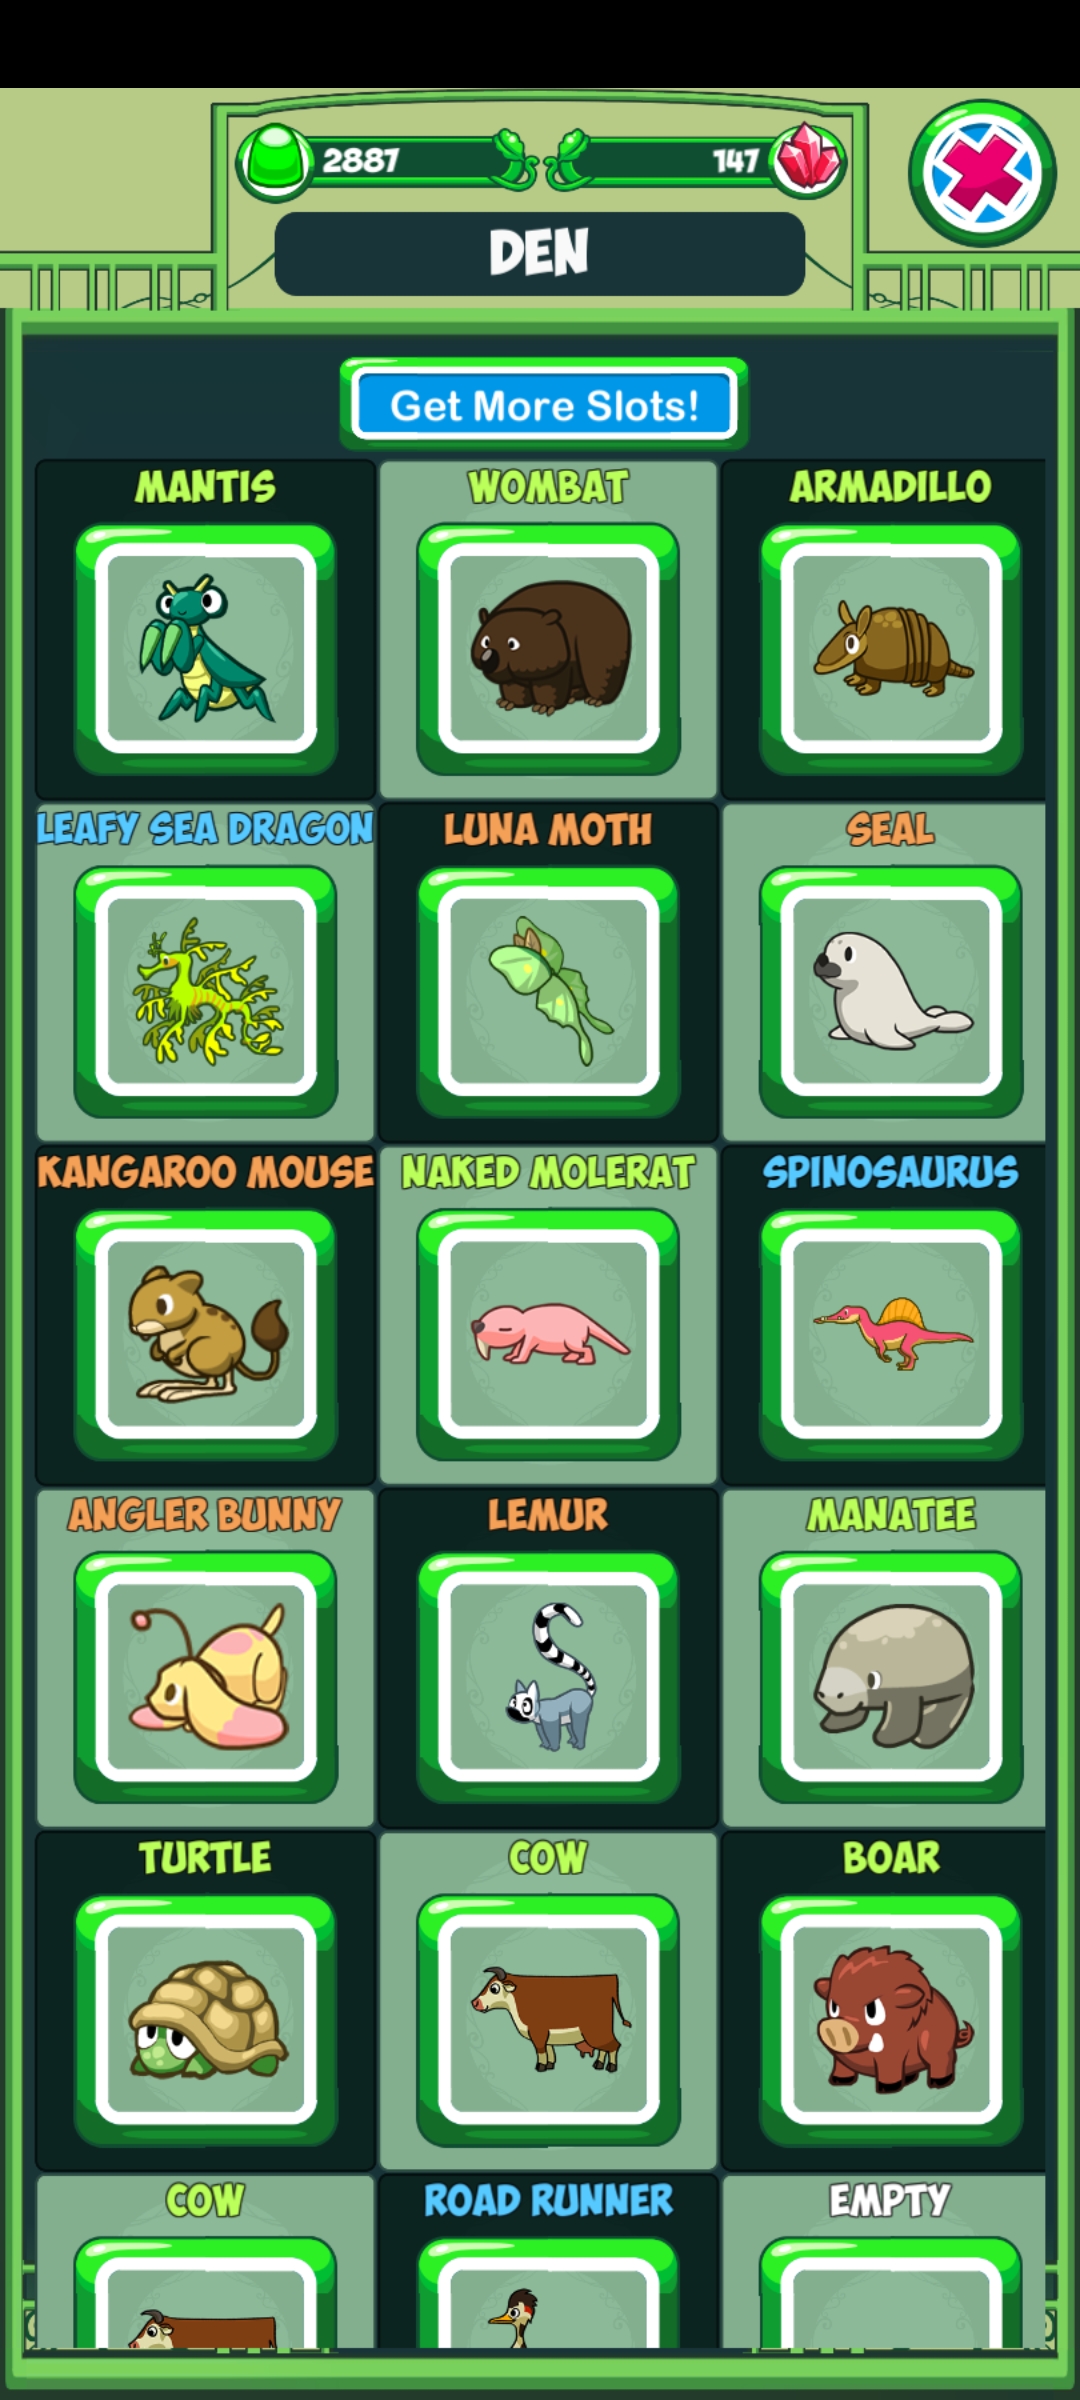 2887 147
DEN
Get More Slots!
MANTIS WOMBAT ARMADILLO
LEAFY SEA DRAGON LUNA MOTH SEAL
KANGAROO MOUSE NAKED MOLERAT SPINOSAURUS
ANGLER BUNNY LEMUR MANATEE
TURTLE COW BOAR
COW ROAD RUNNER EMPTY